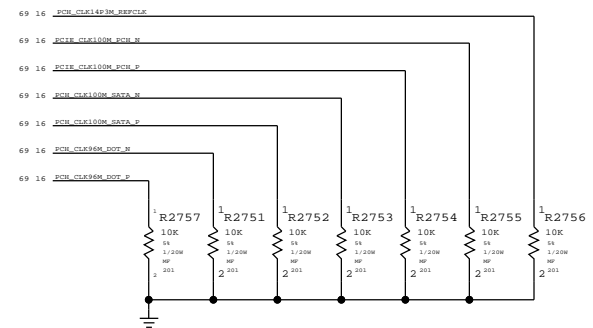 69 16 PCH_CLK14P3M_REFCLK
69 16 PCIE_CLK100M_PCH_N
69 16 PCIE_CLK100M_PCH_P
69 16 PCH_CLK100M_SATA_N
69 16 PCH_CLK100M_SATA_P
69 16 PCH_CLK96M_DOT_N
69 16 PCH_CLK96M_DOT_P
1 1 1 1 1 1 1
R2757 R2751 R2752 R2753 R2754 R2755 R2756
10K 10K 10K 10K 10K 10K 10K
5% 5% 5% 5% 5% 5% 5%
1/20W 1/20W 1/20W 1/20W 1/20W 1/20W 1/20W
MF MF MF MF MF MF MF
2 201 2 201 2 201 2 201 2 201 2 201 2 201